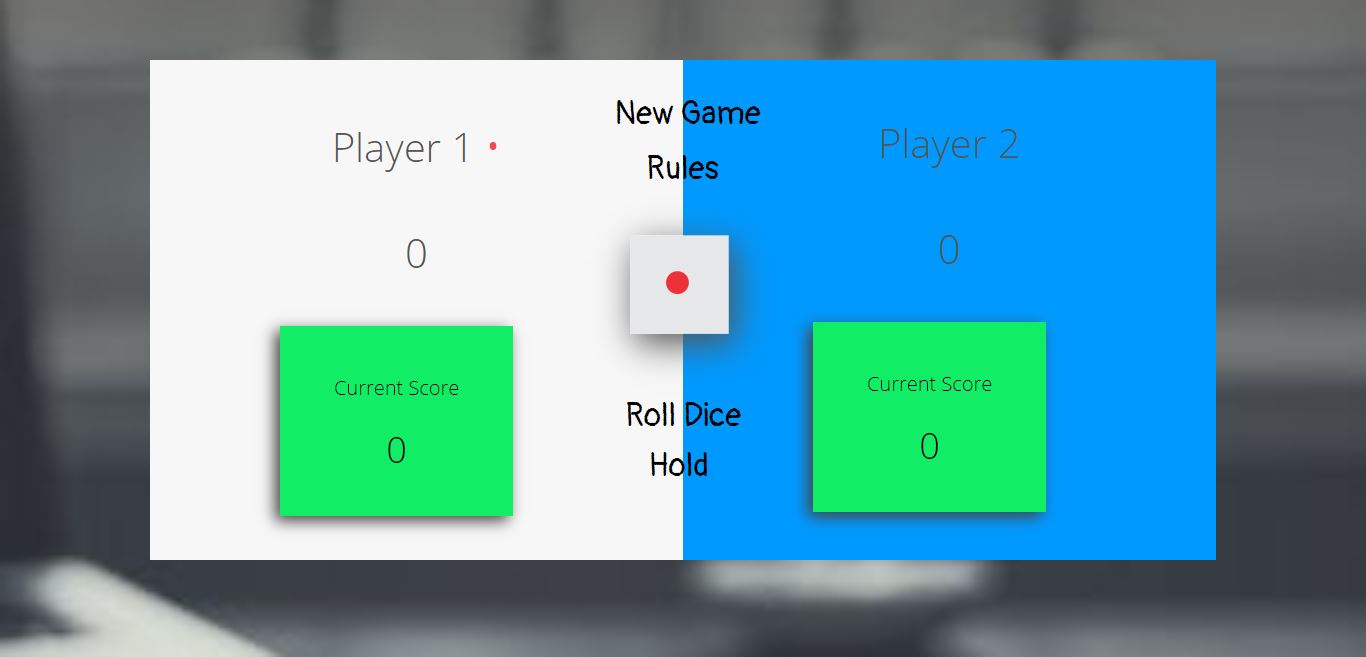 Player 1
0
Current Score
0
New Game
Rules
Roll Dice
Hold
Player 2
0
Current Score
0